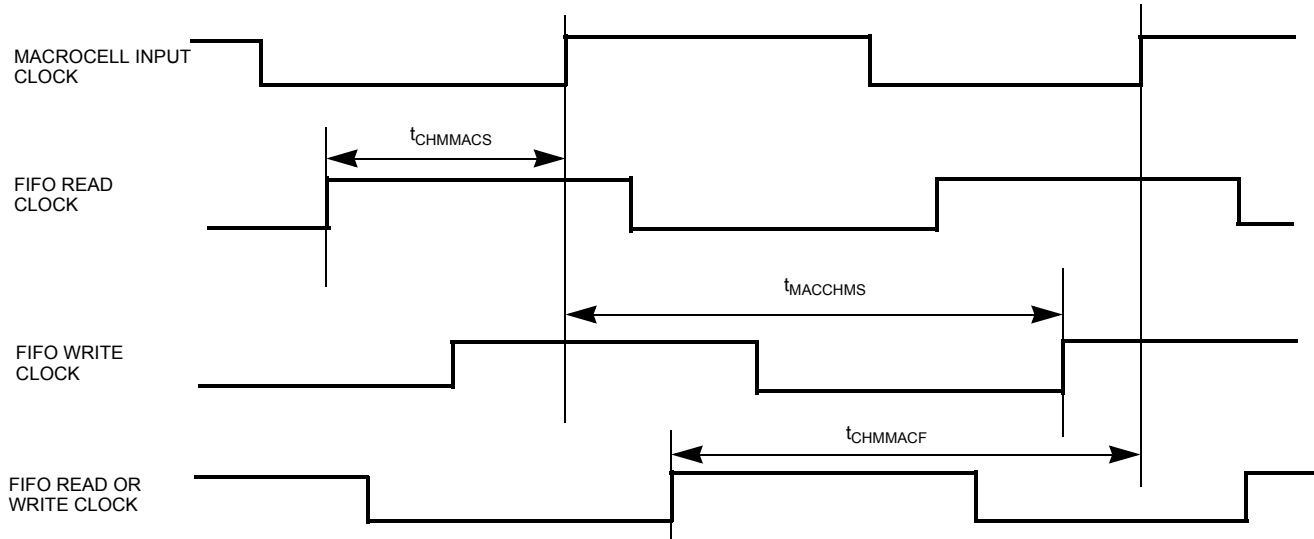 MACROCELL INPUT
CLOCK
tCHMMACS
FIFO READ
CLOCK
tMACCHMS
FIFO WRITE
CLOCK
tCHMMACF
FIFO READ OR
WRITE CLOCK